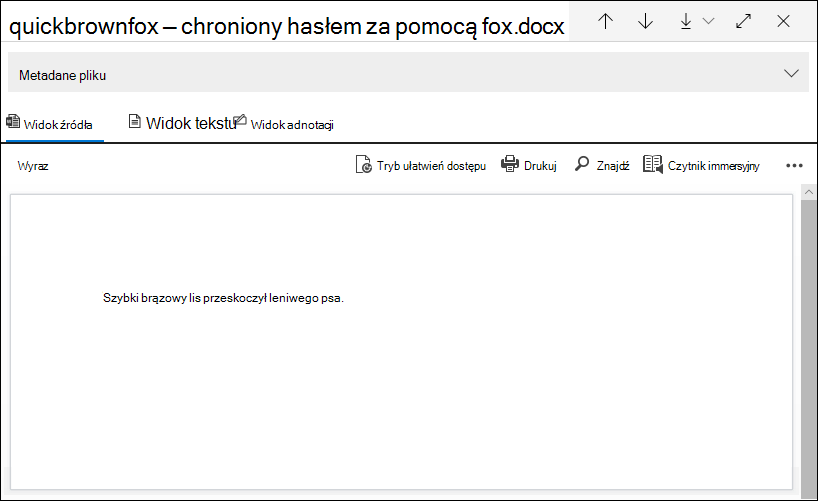 quickbrownfox – chroniony hasłem za pomocą fox.docx
Metadane pliku
Widok źródła Widok tekstu Widok adnotacji
Wyraz Tryb ułatwień dostępu Drukuj Znajdź Czytnik immersyjny
Szybki brązowy lis przeskoczył leniwego psa.